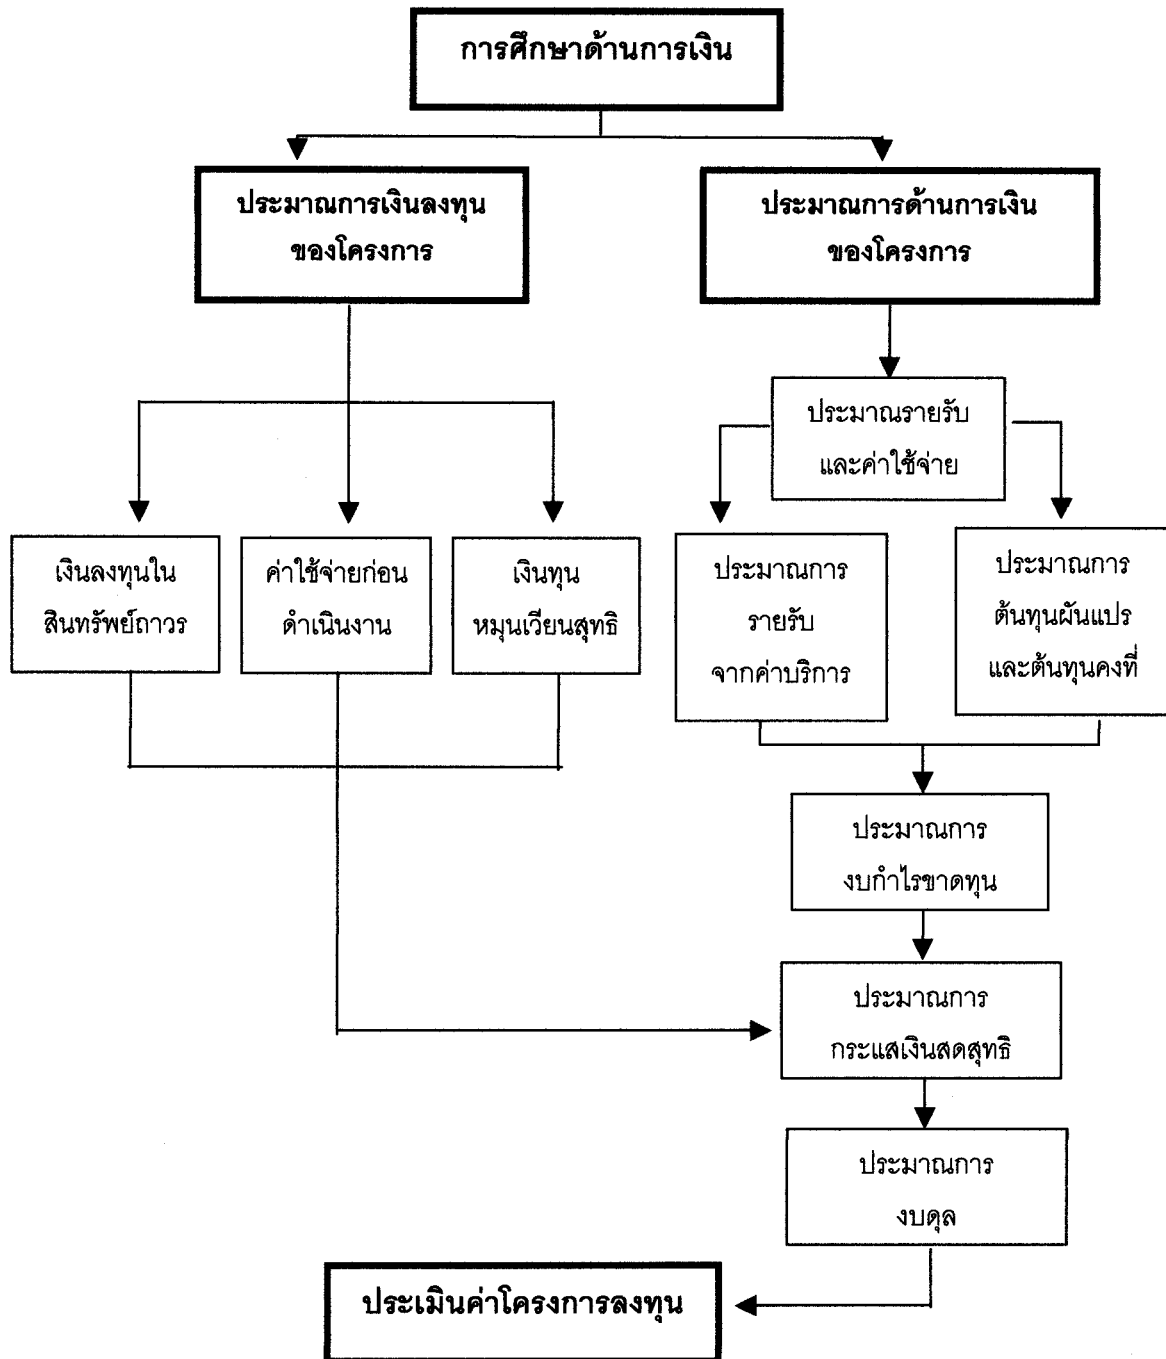 การศึกษาด้านการเงิน
ประมาณการเงินลงทุน
ของโครงการ
ประมาณการด้านการเงิน
ของโครงการ
ประมาณรายรับ
และค่าใช้จ่าย
เงินลงทุนใน
สินทรัพย์ถาวร
ค่าใช้จ่ายก่อน
ดำเนินงาน
เงินทุน
หมุนเวียนสุทธิ
ประมาณการ
รายรับ
จากค่าบริการ
ประมาณการ
ต้นทุนผันแปร
และต้นทุนคงที่
ประมาณการ
งบกำไรขาดทุน
ประมาณการ
กระแสเงินสดสุทธิ
ประมาณการ
งบดุล
ประเมินค่าโครงการลงทุน